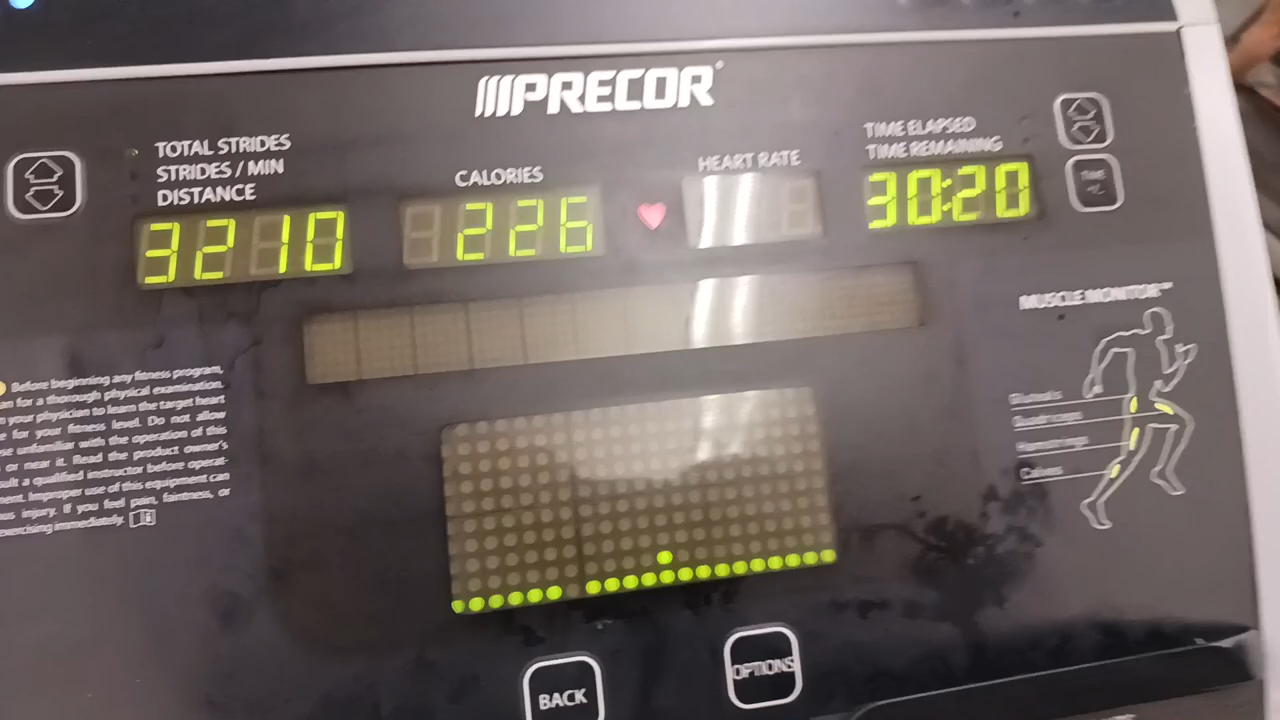 PRECOR
TOTAL STRIDES
STRIDES / MIN
DISTANCE
3210
CALORIES
226
HEART RATE
TIME ELAPSED
TIME REMAINING
30:20
TIME
MUSCLE MONITOR™
Calves
Before beginning any fitness program,
for a thorough physical examination.
your physician to learn the target heart
for your fitness level. Do not allow
unfamiliar with the operation of this
or near it. Read the product owner's
a qualified instructor before operat-
Improper use of this equipment can
injury. If you feel pain, faintness, or
exercising immediately.
BACK
OPTIONS